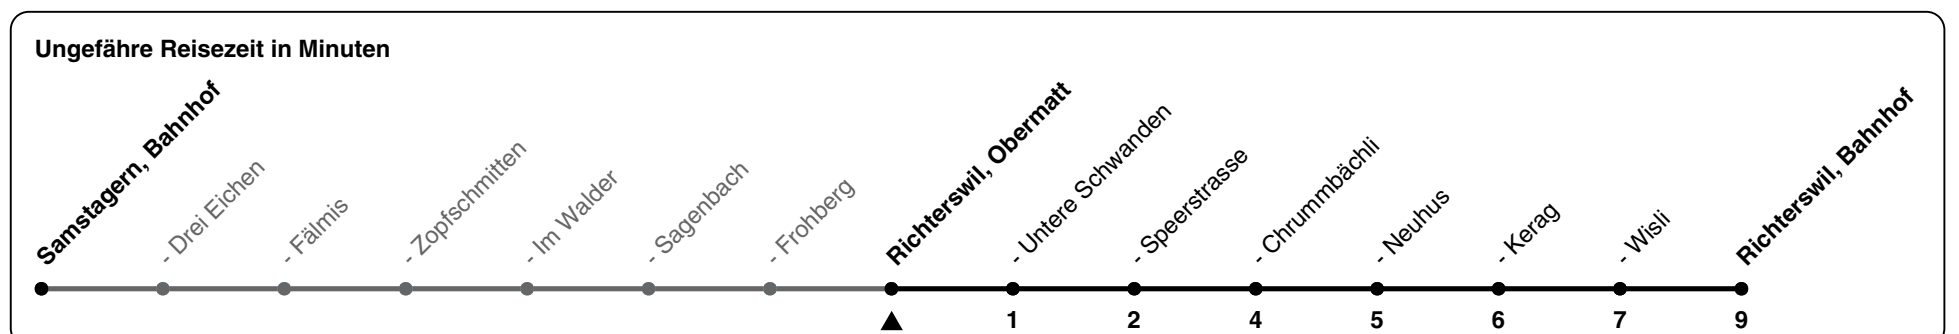 Ungefähre Reisezeit in Minuten
Samstagern, Bahnhof
- Drei Eichen
- Fälmis
- Zopfschmitten
- Im Walder
- Sagenbach
- Frohberg
Richterswil, Obermatt
- Untere Schwanden
- Speerstrasse
- Chrummbächli
- Neuhus
- Kerag
- Wisli
Richterswil, Bahnhof
1 2 4 5 6 7 9